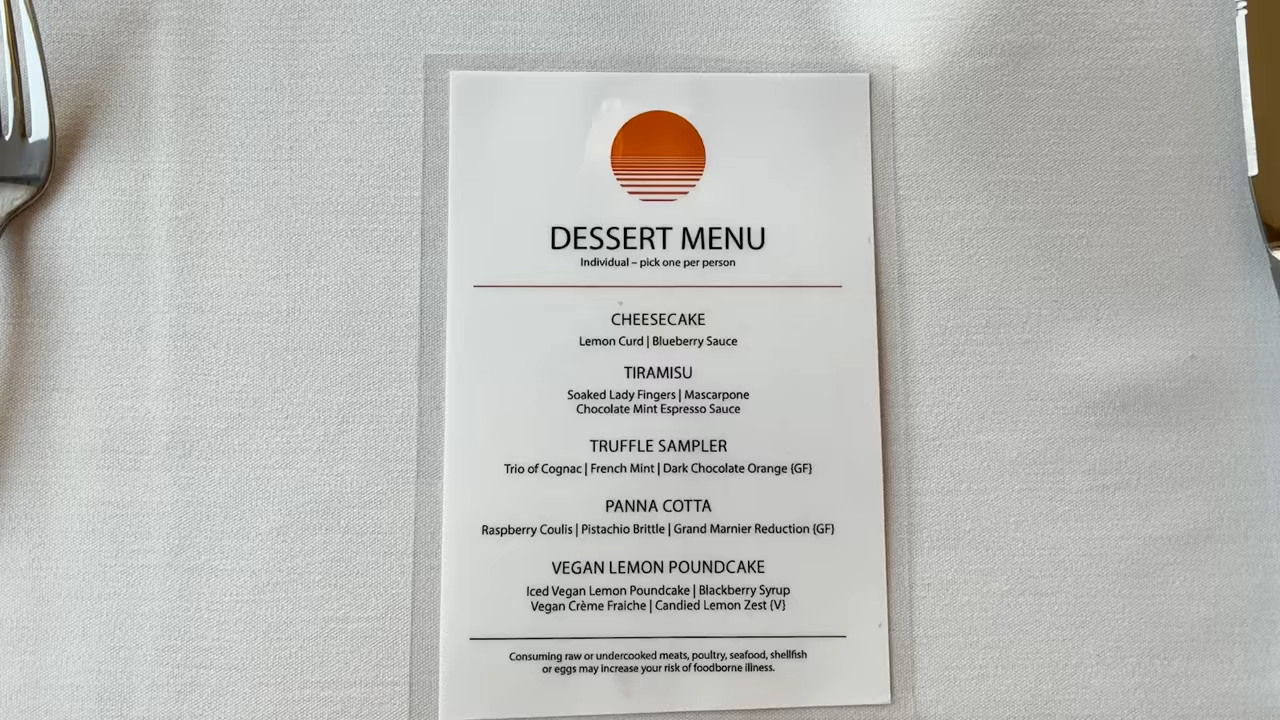 DESSERT MENU
Individual – pick one per person
CHEESECAKE
Lemon Curd | Blueberry Sauce
TIRAMISU
Soaked Lady Fingers | Mascarpone
Chocolate Mint Espresso Sauce
TRUFFLE SAMPLER
Trio of Cognac | French Mint | Dark Chocolate Orange {GF}
PANNA COTTA
Raspberry Coulis | Pistachio Brittle | Grand Marnier Reduction {GF}
VEGAN LEMON POUNDCAKE
Iced Vegan Lemon Poundcake | Blackberry Syrup
Vegan Crème Fraiche | Candied Lemon Zest {V}
Consuming raw or undercooked meats, poultry, seafood, shellfish
or eggs may increase your risk of foodborne illness.